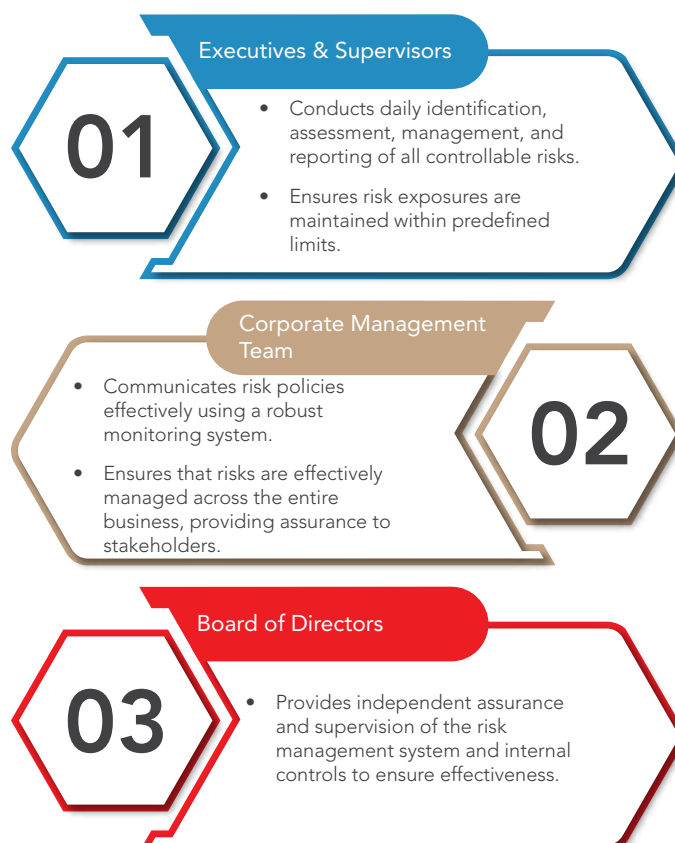 Executives & Supervisors
01
• Conducts daily identification,
assessment, management, and
reporting of all controllable risks.
• Ensures risk exposures are
maintained within predefined
limits.
Corporate Management
Team
02
• Communicates risk policies
effectively using a robust
monitoring system.
• Ensures that risks are effectively
managed across the entire
business, providing assurance to
stakeholders.
Board of Directors
03
• Provides independent assurance
and supervision of the risk
management system and internal
controls to ensure effectiveness.